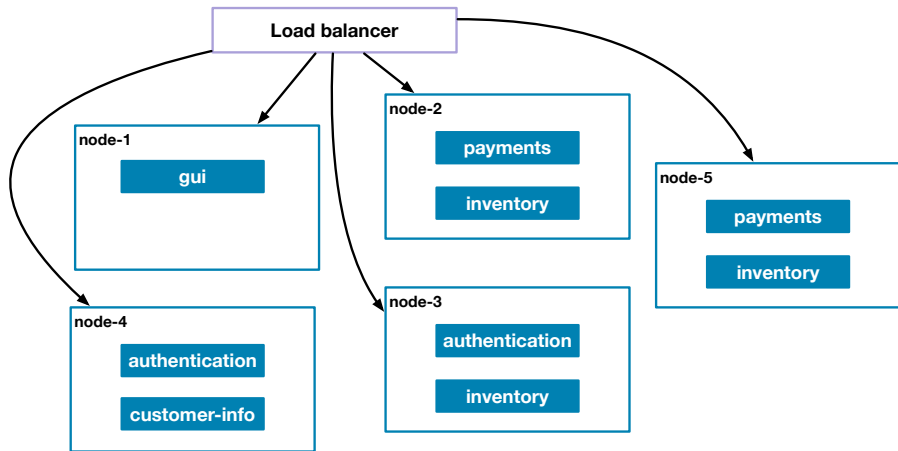 Load balancer
node-1
gui
node-2
payments
inventory
node-5
payments
inventory
node-4
authentication
customer-info
node-3
authentication
inventory